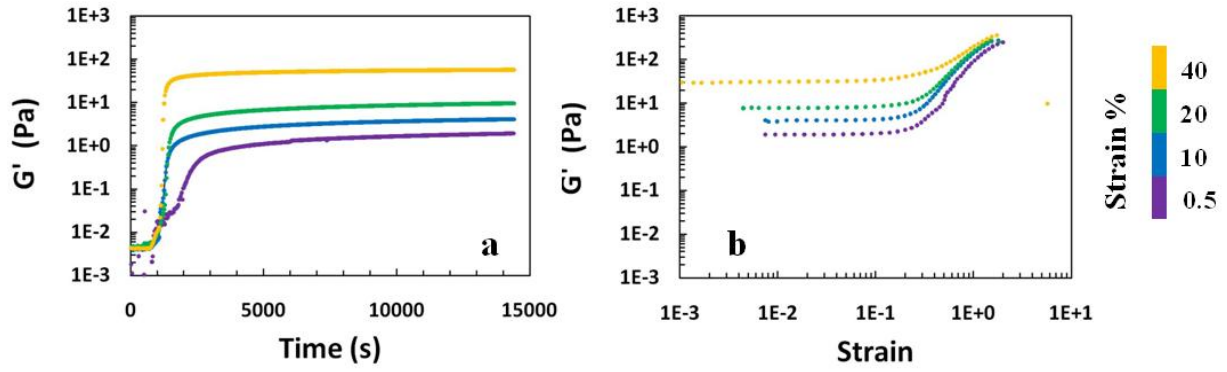 1E+3
1E+2
1E+1
1E+0
1E-1
1E-2
1E-3
G' (Pa)
0
5000
10000
15000
Time (s)
a
1E+3
1E+2
1E+1
1E+0
1E-1
1E-2
1E-3
G' (Pa)
1E-3
1E-2
1E-1
1E+0
1E+1
Strain
b
Strain %
40
20
10
0.5